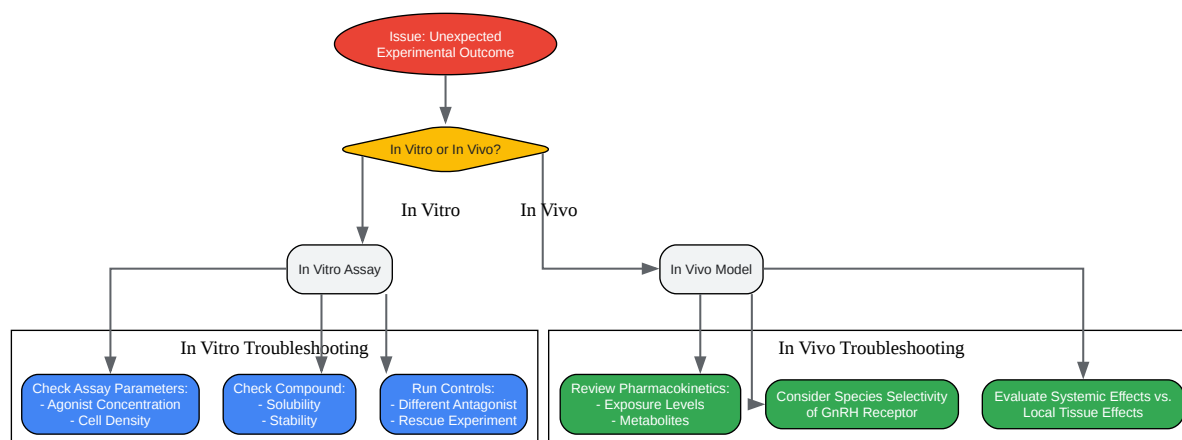 Issue: Unexpected
Experimental Outcome
In Vitro or In Vivo?
In Vitro
In Vivo
In Vitro Assay
In Vivo Model
In Vitro Troubleshooting
Check Assay Parameters:
- Agonist Concentration
- Cell Density
Check Compound:
- Solubility
- Stability
Run Controls:
- Different Antagonist
- Rescue Experiment
In Vivo Troubleshooting
Review Pharmacokinetics:
- Exposure Levels
- Metabolites
Consider Species Selectivity
of GnRH Receptor
Evaluate Systemic Effects vs.
Local Tissue Effects